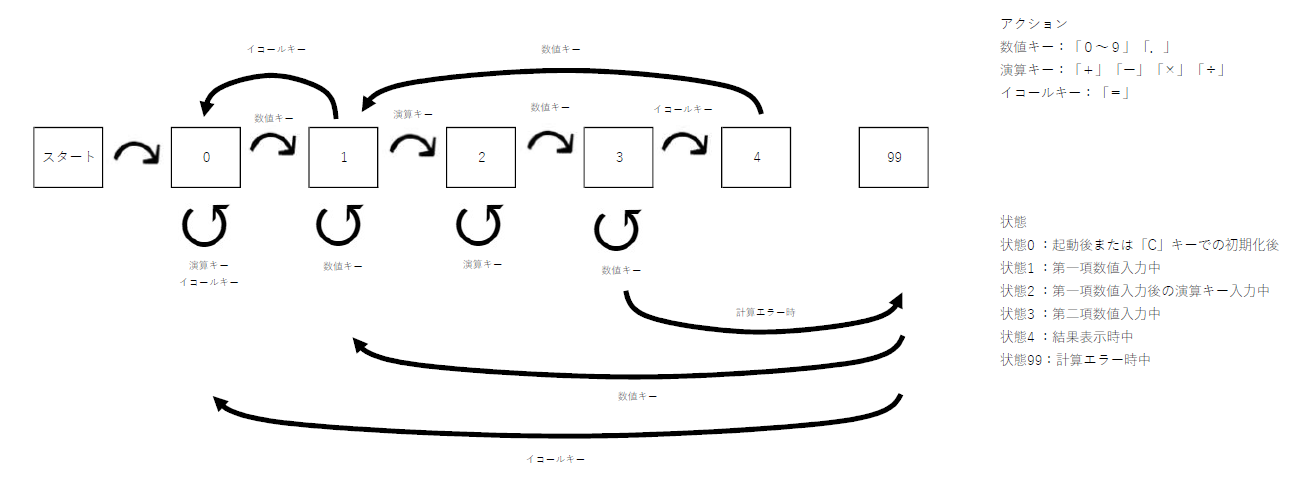 イコールキー
数値キー
数値キー
演算キー
数値キー
イコールキー
スタート
0
1
2
3
4
99
演算キー
イコールキー
数値キー
演算キー
数値キー
計算エラー時
数値キー
イコールキー
アクション
数値キー：「０～９」「．」
演算キー：「＋」「－」「×」「÷」
イコールキー：「＝」
状態
状態0：起動後または「C」キーでの初期化後
状態1：第一項数値入力中
状態2：第一項数値入力後の演算キー入力中
状態3：第二項数値入力中
状態4：結果表示時中
状態99：計算エラー時中